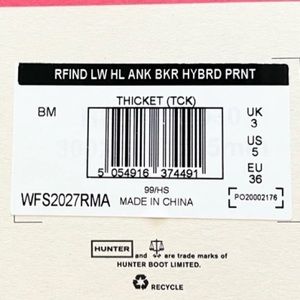 RFIND LW HL ANK BKR HYBRD PRNT
THICKET (TCK)
BM
UK
3
US
5
EU
36
5 054916 374491
99/HS
WFS2027RMA
MADE IN CHINA
PO20002176
HUNTER and are trade marks of
HUNTER BOOT LIMITED.
RECYCLE